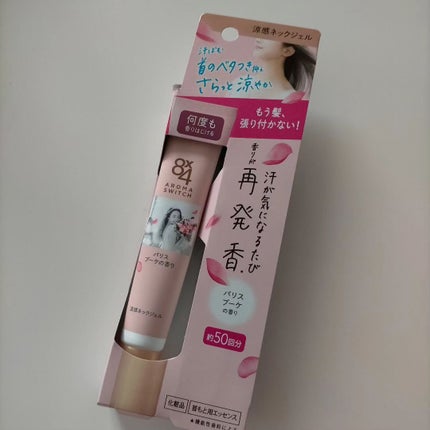 涼感ネックジェル
汗ばむ
首のベタつき抑え
さらっと涼やか
もう髪、
張り付かない!
何度も
香りはじける
8x4
AROMA
SWITCH
パリス
ブーケの香り
涼感ネックジェル
汗が気になるたび
香りが
再発香。
パリス
ブーケ
の香り
約50回分
化粧品
首もと用エッセンス